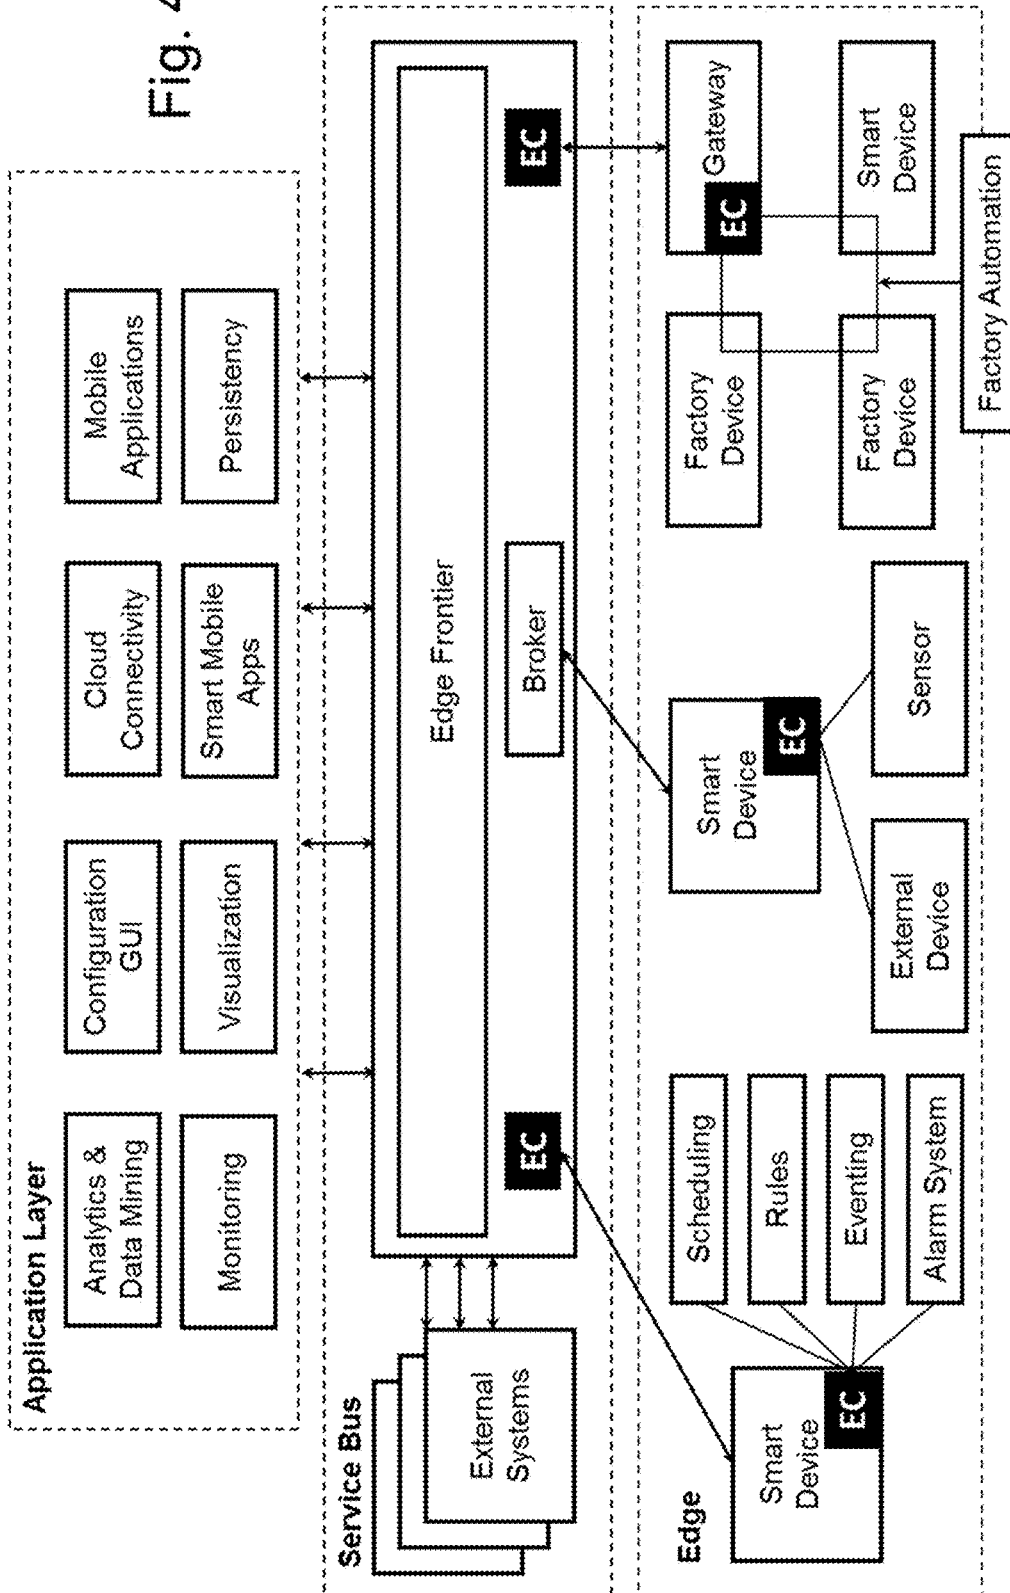 Fig. 4
Application Layer
Analytics &
Data Mining
Configuration
GUI
Cloud
Connectivity
Mobile
Applications
Monitoring
Visualization
Smart Mobile
Apps
Persistency
Service Bus
External
Systems
Edge Frontier
EC
Broker
EC
Edge
Smart
Device
EC
Scheduling
Rules
Eventing
Alarm System
Smart
Device
EC
External
Device
Sensor
Factory
Device
Gateway
EC
Factory
Device
Smart
Device
Factory Automation